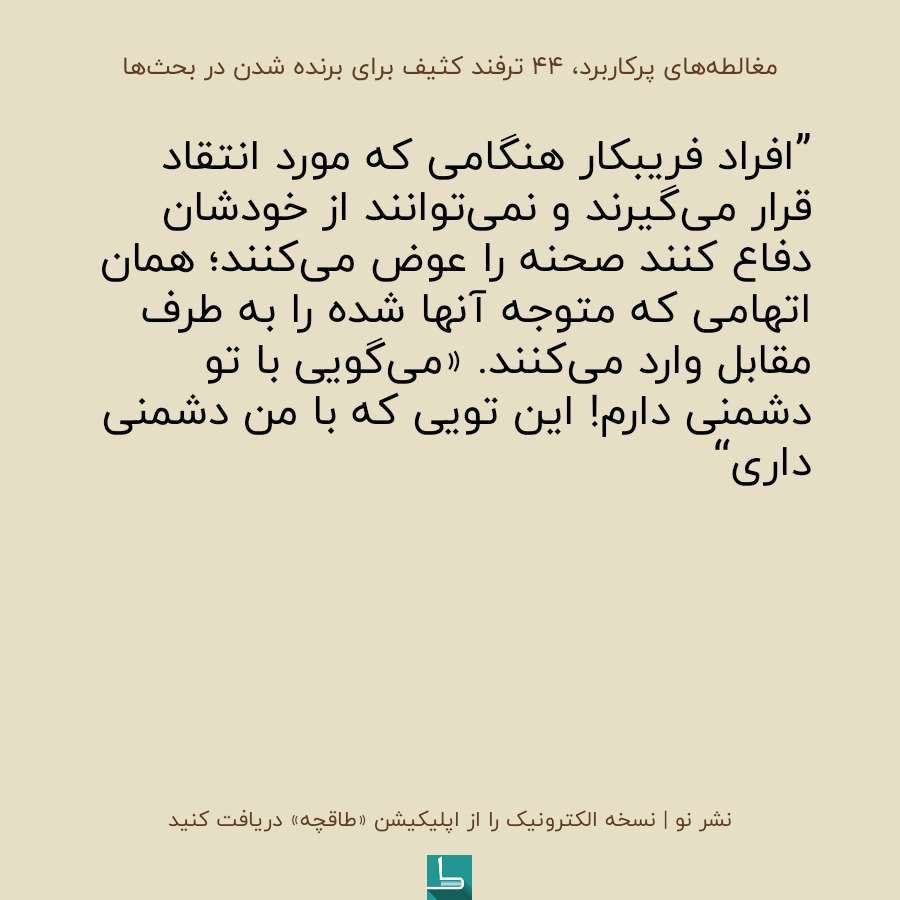 مغالطه‌های پرکاربرد، ۴۴ ترفند کثیف برای برنده شدن در بحث‌ها
”افراد فریبکار هنگامی که مورد انتقاد
قرار می‌گیرند و نمی‌توانند از خودشان
دفاع کنند صحنه را عوض می‌کنند؛ همان
اتهامی که متوجه آنها شده را به طرف
مقابل وارد می‌کنند. «می‌گویی با تو
دشمنی دارم! این تویی که با من دشمنی
داری“
نشر نو | نسخه الکترونیک را از اپلیکیشن «طاقچه» دریافت کنید